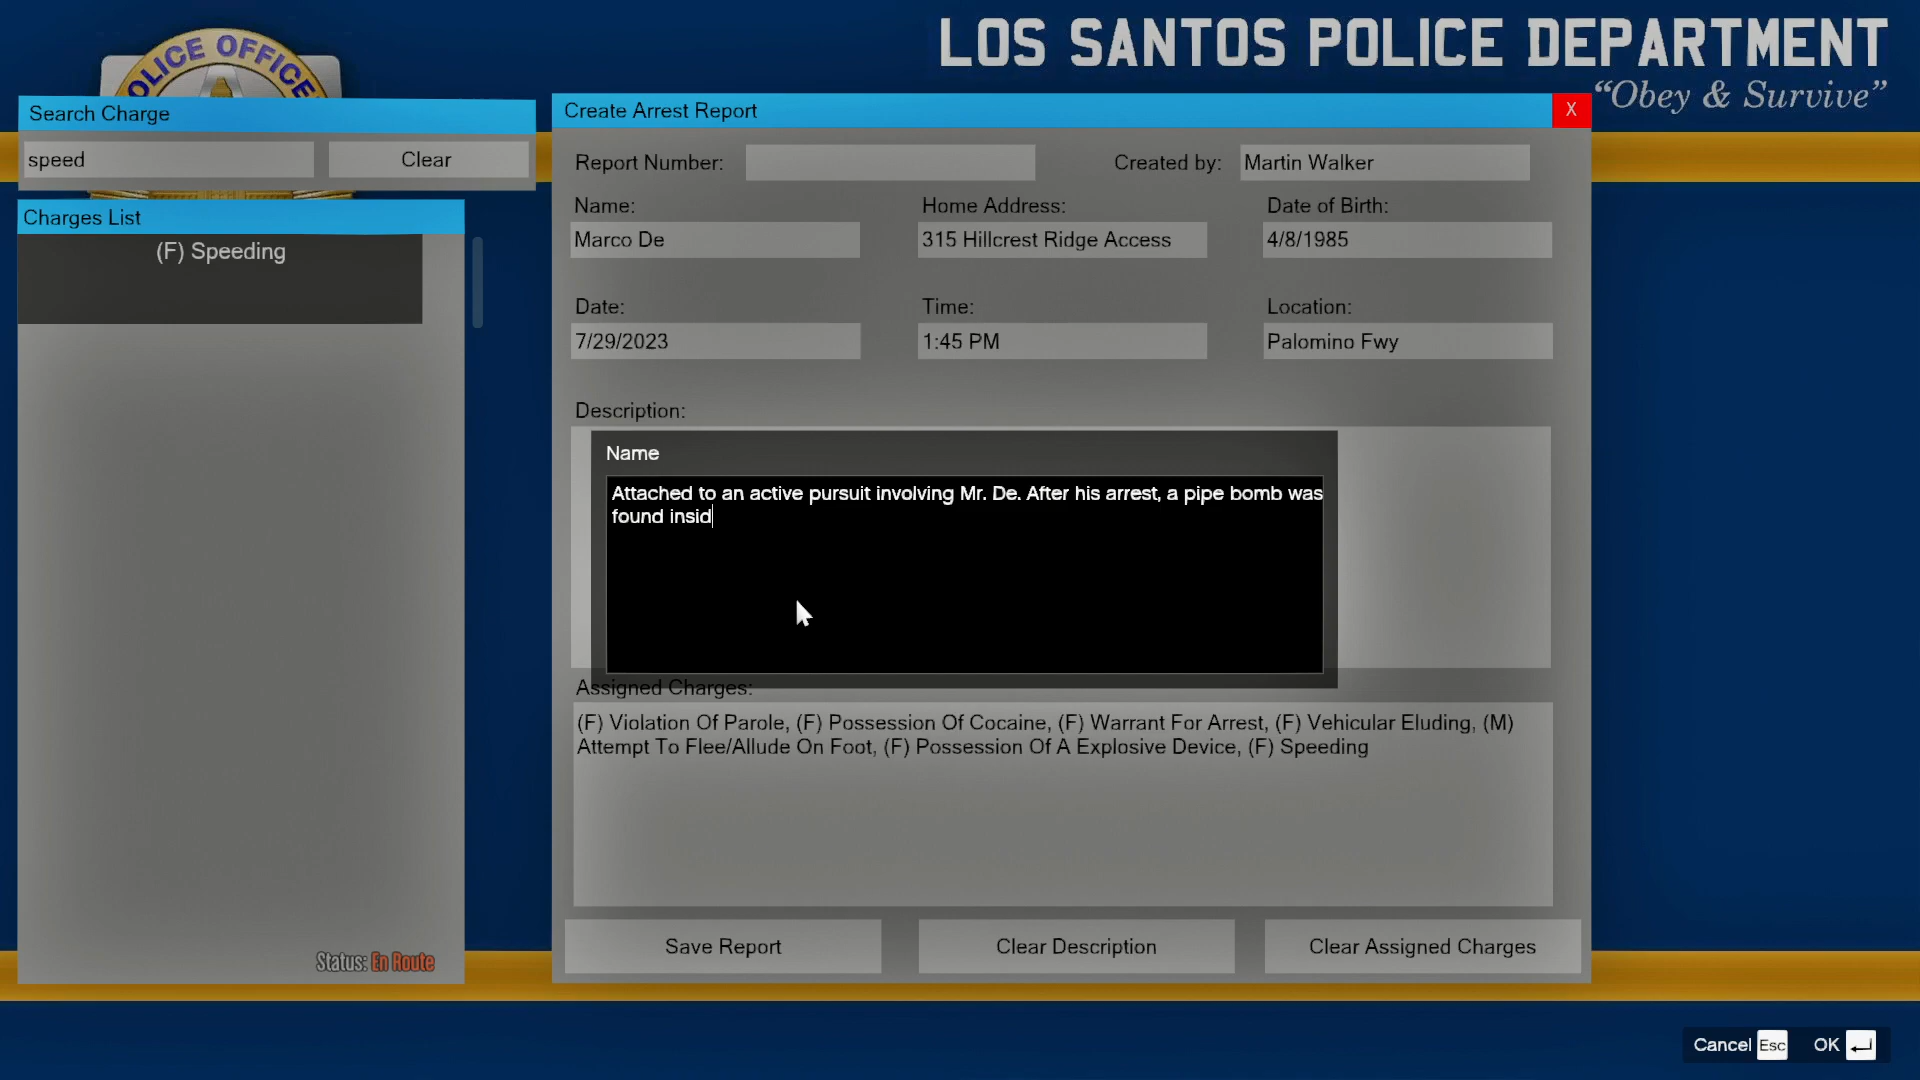 LOS SANTOS POLICE DEPARTMENT
“Obey & Survive”
POLICE OFFICE
Search Charge
speed
Clear
Charges List
(F) Speeding
Status: En Route
Create Arrest Report
X
Report Number:
Created by:
Martin Walker
Name:
Home Address:
Date of Birth:
Marco De
315 Hillcrest Ridge Access
4/8/1985
Date:
Time:
Location:
7/29/2023
1:45 PM
Palomino Fwy
Description:
Name
Attached to an active pursuit involving Mr. De. After his arrest, a pipe bomb was
found insid
Assigned Charges:
(F) Violation Of Parole, (F) Possession Of Cocaine, (F) Warrant For Arrest, (F) Vehicular Eluding, (M)
Attempt To Flee/Allude On Foot, (F) Possession Of A Explosive Device, (F) Speeding
Save Report
Clear Description
Clear Assigned Charges
Cancel Esc
OK